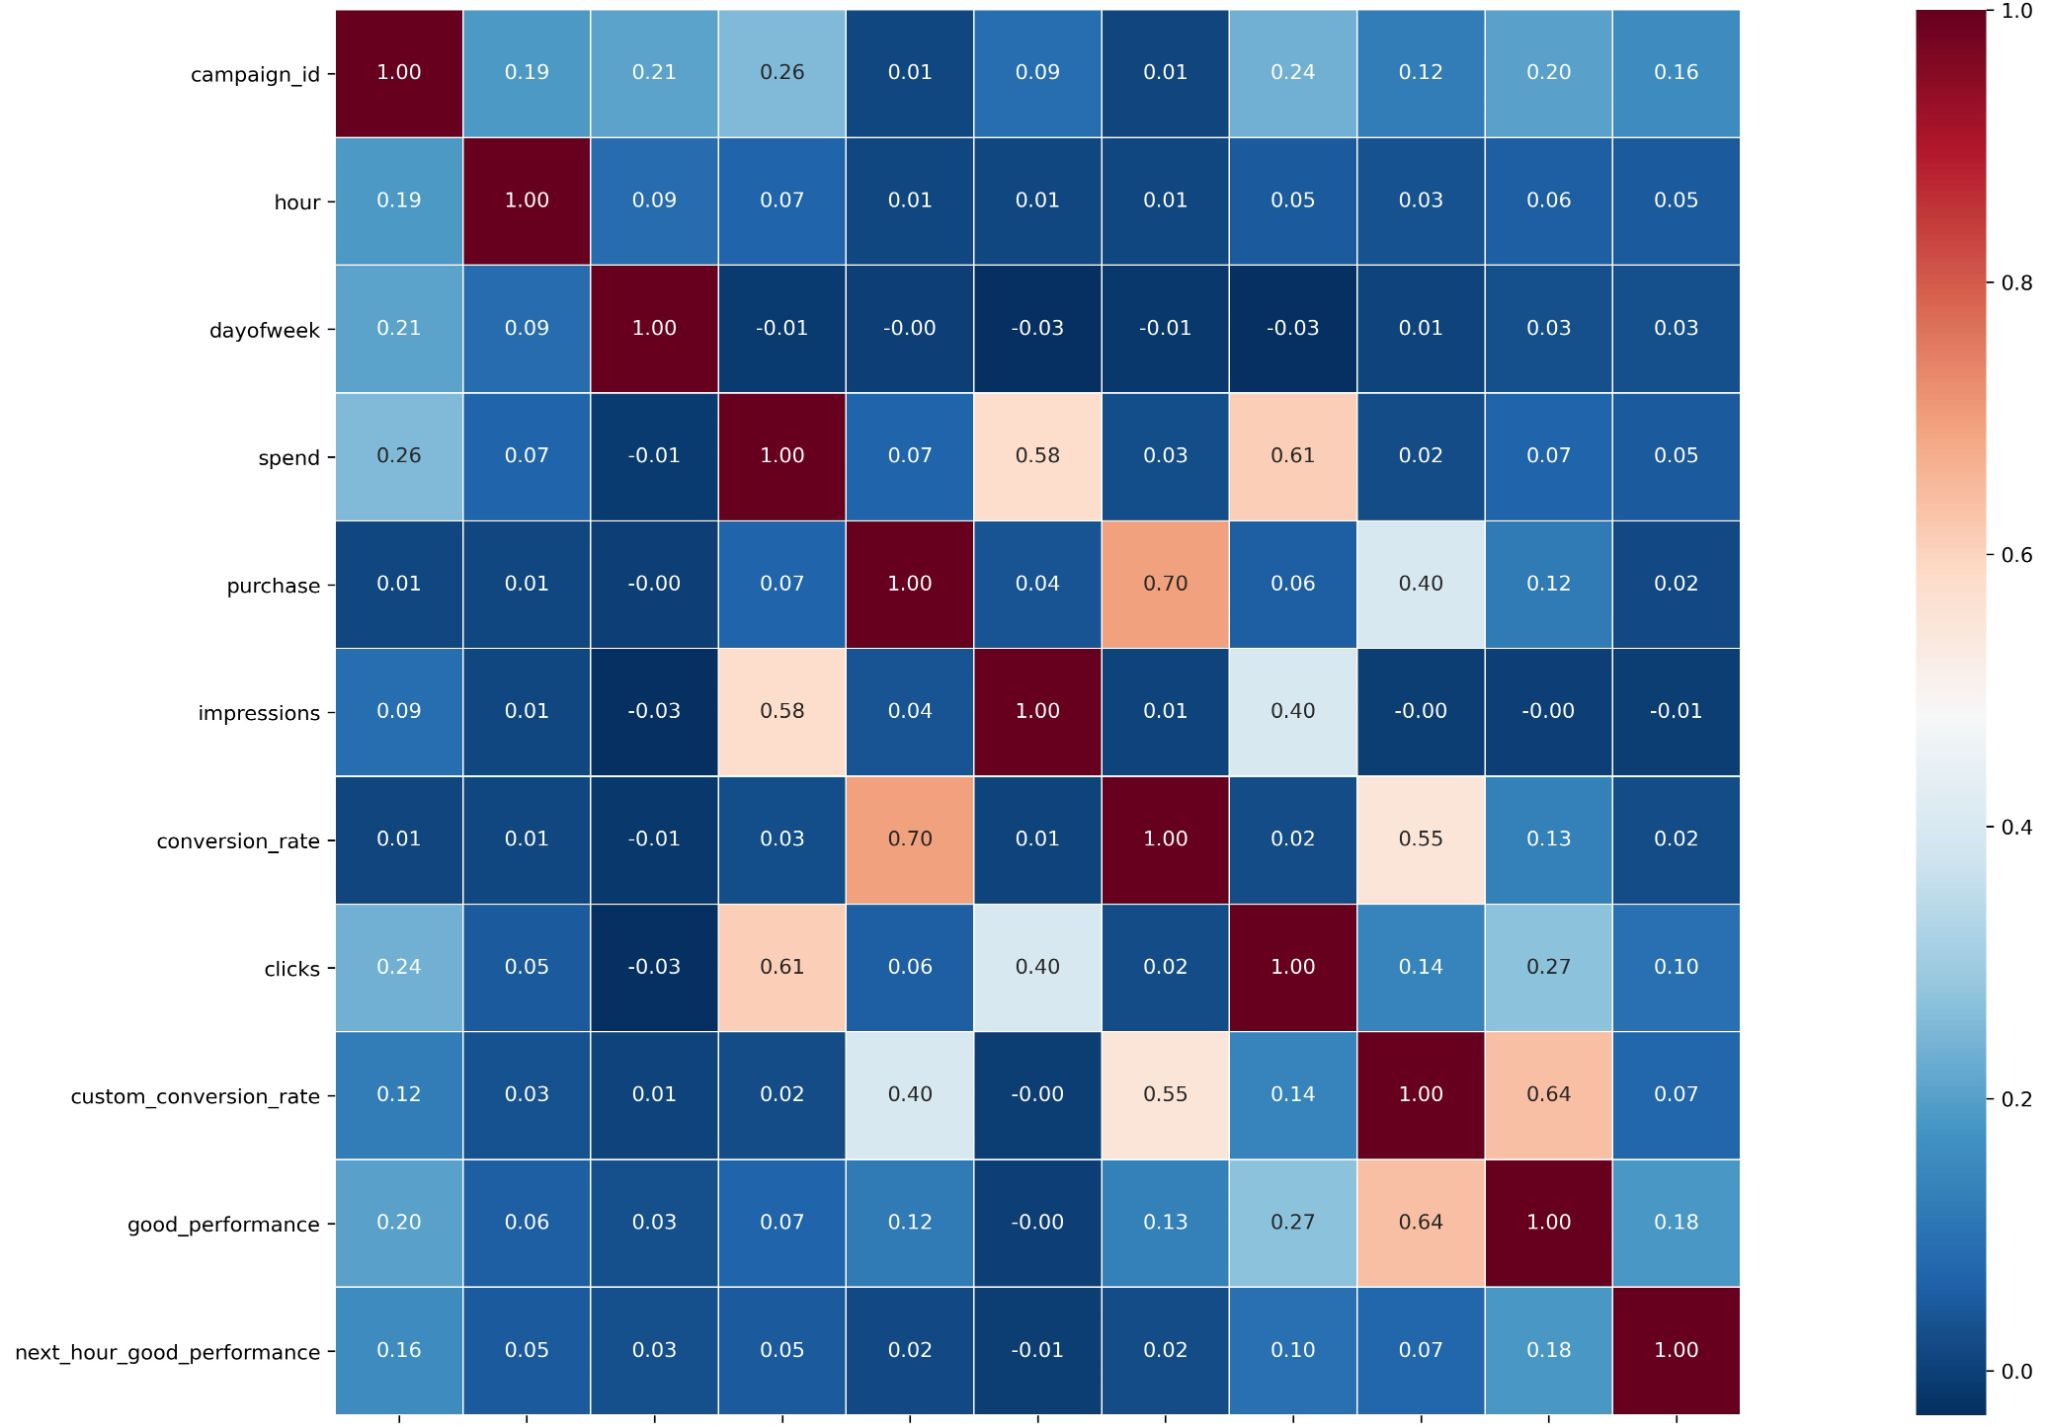 campaign_id 1.00 0.19 0.21 0.26 0.01 0.09 0.01 0.24 0.12 0.20 0.16
hour 0.19 1.00 0.09 0.07 0.01 0.01 0.01 0.05 0.03 0.06 0.05
dayofweek 0.21 0.09 1.00 -0.01 -0.00 -0.03 -0.01 -0.03 0.01 0.03 0.03
spend 0.26 0.07 -0.01 1.00 0.07 0.58 0.03 0.61 0.02 0.07 0.05
purchase 0.01 0.01 -0.00 0.07 1.00 0.04 0.70 0.06 0.40 0.12 0.02
impressions 0.09 0.01 -0.03 0.58 0.04 1.00 0.01 0.40 -0.00 -0.00 -0.01
conversion_rate 0.01 0.01 -0.01 0.03 0.70 0.01 1.00 0.02 0.55 0.13 0.02
clicks 0.24 0.05 -0.03 0.61 0.06 0.40 0.02 1.00 0.14 0.27 0.10
custom_conversion_rate 0.12 0.03 0.01 0.02 0.40 -0.00 0.55 0.14 1.00 0.64 0.07
good_performance 0.20 0.06 0.03 0.07 0.12 -0.00 0.13 0.27 0.64 1.00 0.18
next_hour_good_performance 0.16 0.05 0.03 0.05 0.02 -0.01 0.02 0.10 0.07 0.18 1.00
1.0
0.8
0.6
0.4
0.2
0.0